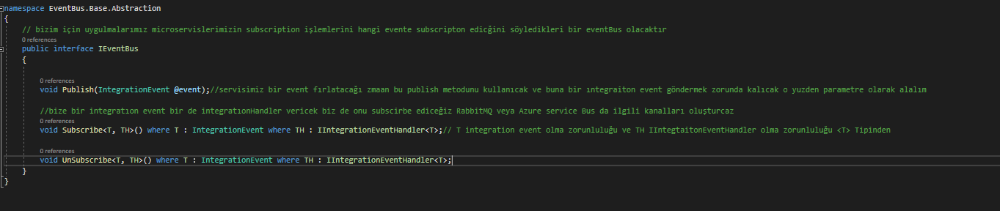 namespace EventBus.Base.Abstraction
{
// bizim için uygulmalarımız microservislerimizin subscription işlemlerini hangi evente subscripton edicğini söyledikleri bir eventBus olacaktır
0 references
public interface IEventBus
{
0 references
void Publish(IntegrationEvent @event);//servisimiz bir event fırlatacağı zmaan bu publish metodunu kullanıcak ve buna bir ıntegraiton event göndermek zorunda kalıcak o yuzden parametre olarak alalım
//bize bir integratıon event bir de integratıonHandler vericek biz de onu subscirbe ediceğiz RabbitMQ veya Azure service Bus da ilgili kanalları oluşturcaz
0 references
void Subscribe<T, TH>() where T : IntegrationEvent where TH : IIntegrationEventHandler<T>;// T integration event olma zorunluluğu ve TH IIntegtaitonEventHandler olma zorunluluğu <T> Tipinden
0 references
void UnSubscribe<T, TH>() where T : IntegrationEvent where TH : IIntegrationEventHandler<T>;
}
}